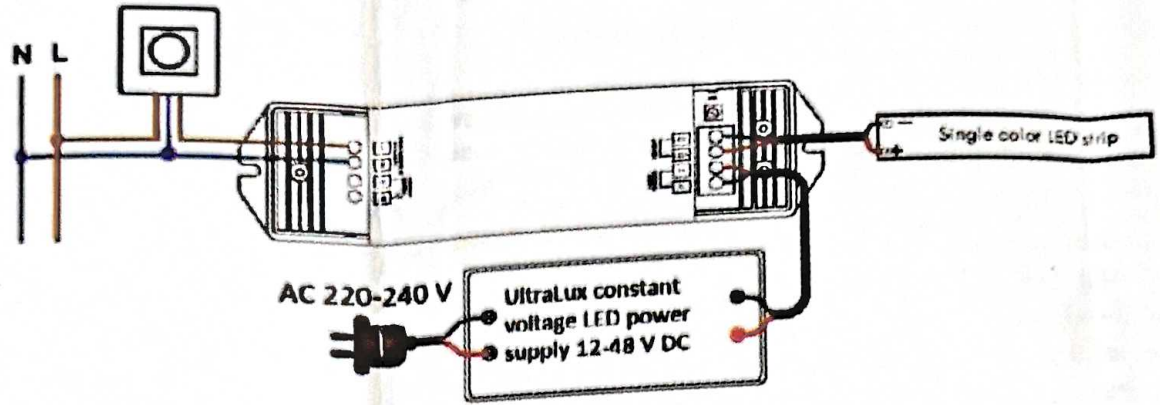 N L
Single color LED strip
− +
AC 220-240 V
UltraLux constant
voltage LED power
supply 12-48 V DC